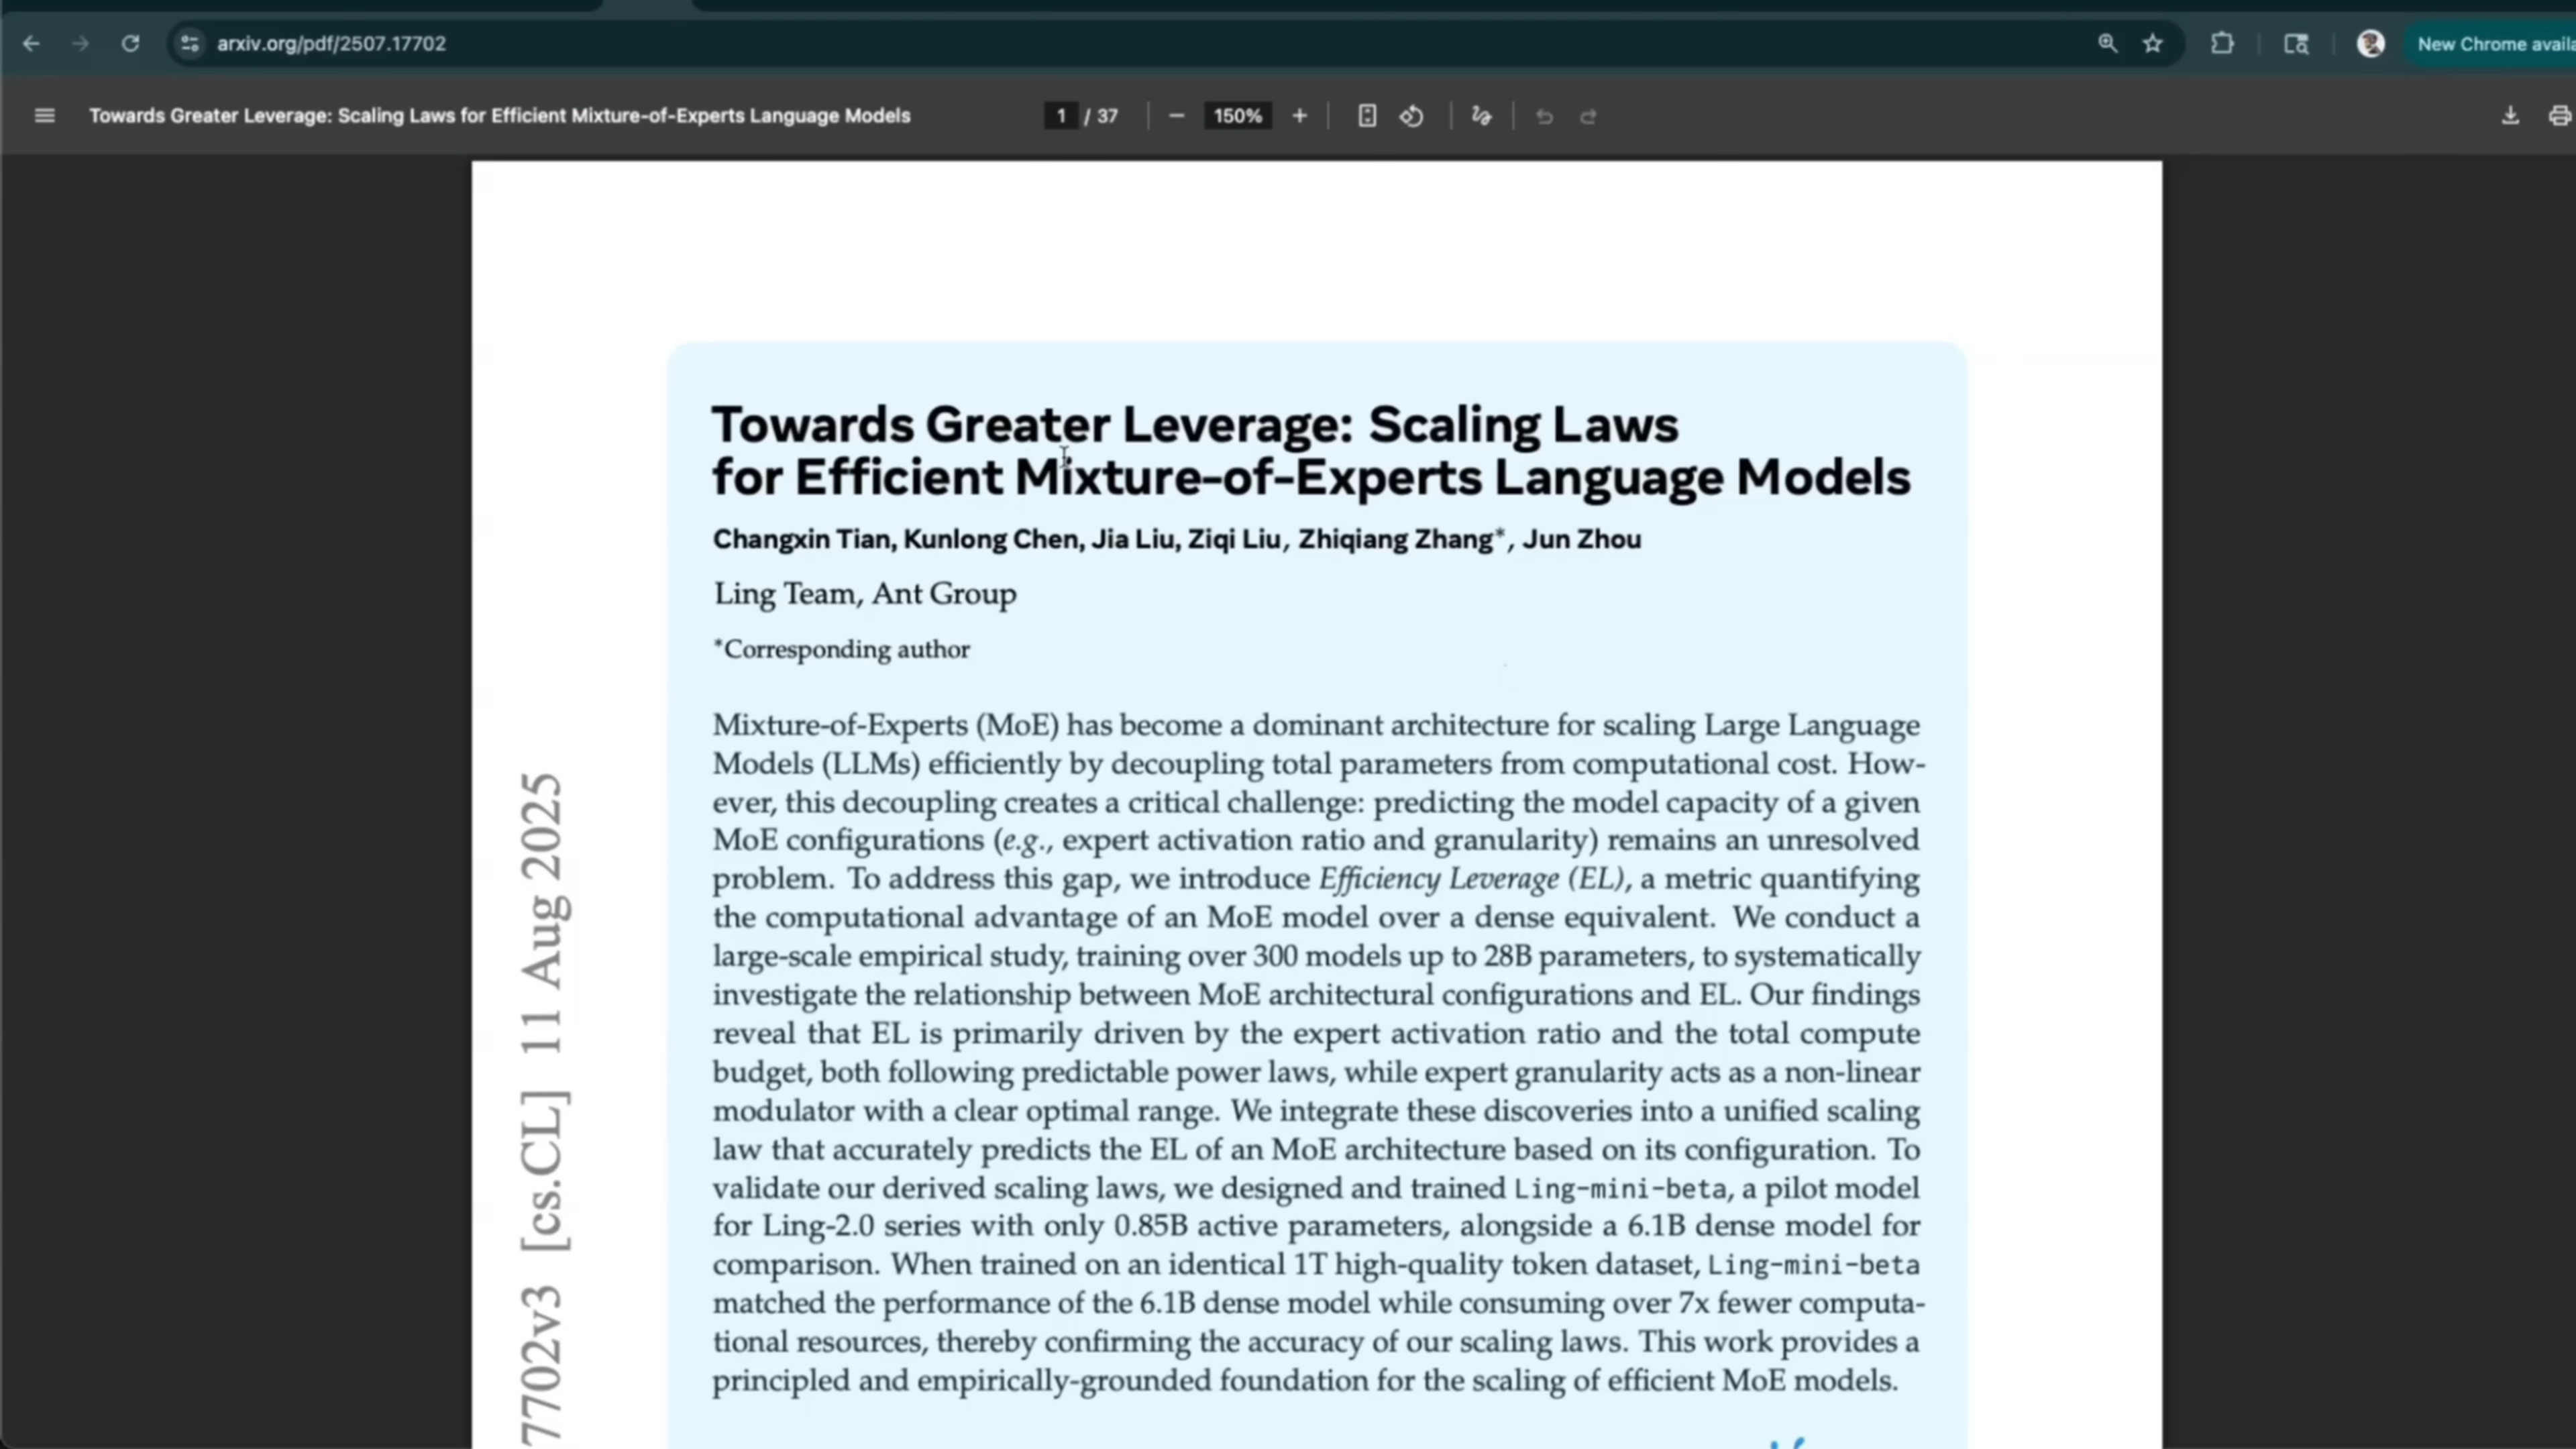 arxiv.org/pdf/2507.17702
New Chrome
Towards Greater Leverage: Scaling Laws for Efficient Mixture-of-Experts Language Models
1 / 37
150%
Towards Greater Leverage: Scaling Laws
for Efficient Mixture-of-Experts Language Models
Changxin Tian, Kunlong Chen, Jia Liu, Ziqi Liu, Zhiqiang Zhang*, Jun Zhou
Ling Team, Ant Group
*Corresponding author
Mixture-of-Experts (MoE) has become a dominant architecture for scaling Large Language
Models (LLMs) efficiently by decoupling total parameters from computational cost. How-
ever, this decoupling creates a critical challenge: predicting the model capacity of a given
MoE configurations (e.g., expert activation ratio and granularity) remains an unresolved
problem. To address this gap, we introduce Efficiency Leverage (EL), a metric quantifying
the computational advantage of an MoE model over a dense equivalent. We conduct a
large-scale empirical study, training over 300 models up to 28B parameters, to systematically
investigate the relationship between MoE architectural configurations and EL. Our findings
reveal that EL is primarily driven by the expert activation ratio and the total compute
budget, both following predictable power laws, while expert granularity acts as a non-linear
modulator with a clear optimal range. We integrate these discoveries into a unified scaling
law that accurately predicts the EL of an MoE architecture based on its configuration. To
validate our derived scaling laws, we designed and trained Ling-mini-beta, a pilot model
for Ling-2.0 series with only 0.85B active parameters, alongside a 6.1B dense model for
comparison. When trained on an identical 1T high-quality token dataset, Ling-mini-beta
matched the performance of the 6.1B dense model while consuming over 7x fewer computa-
tional resources, thereby confirming the accuracy of our scaling laws. This work provides a
principled and empirically-grounded foundation for the scaling of efficient MoE models.
7702v3 [cs.CL] 11 Aug 2025